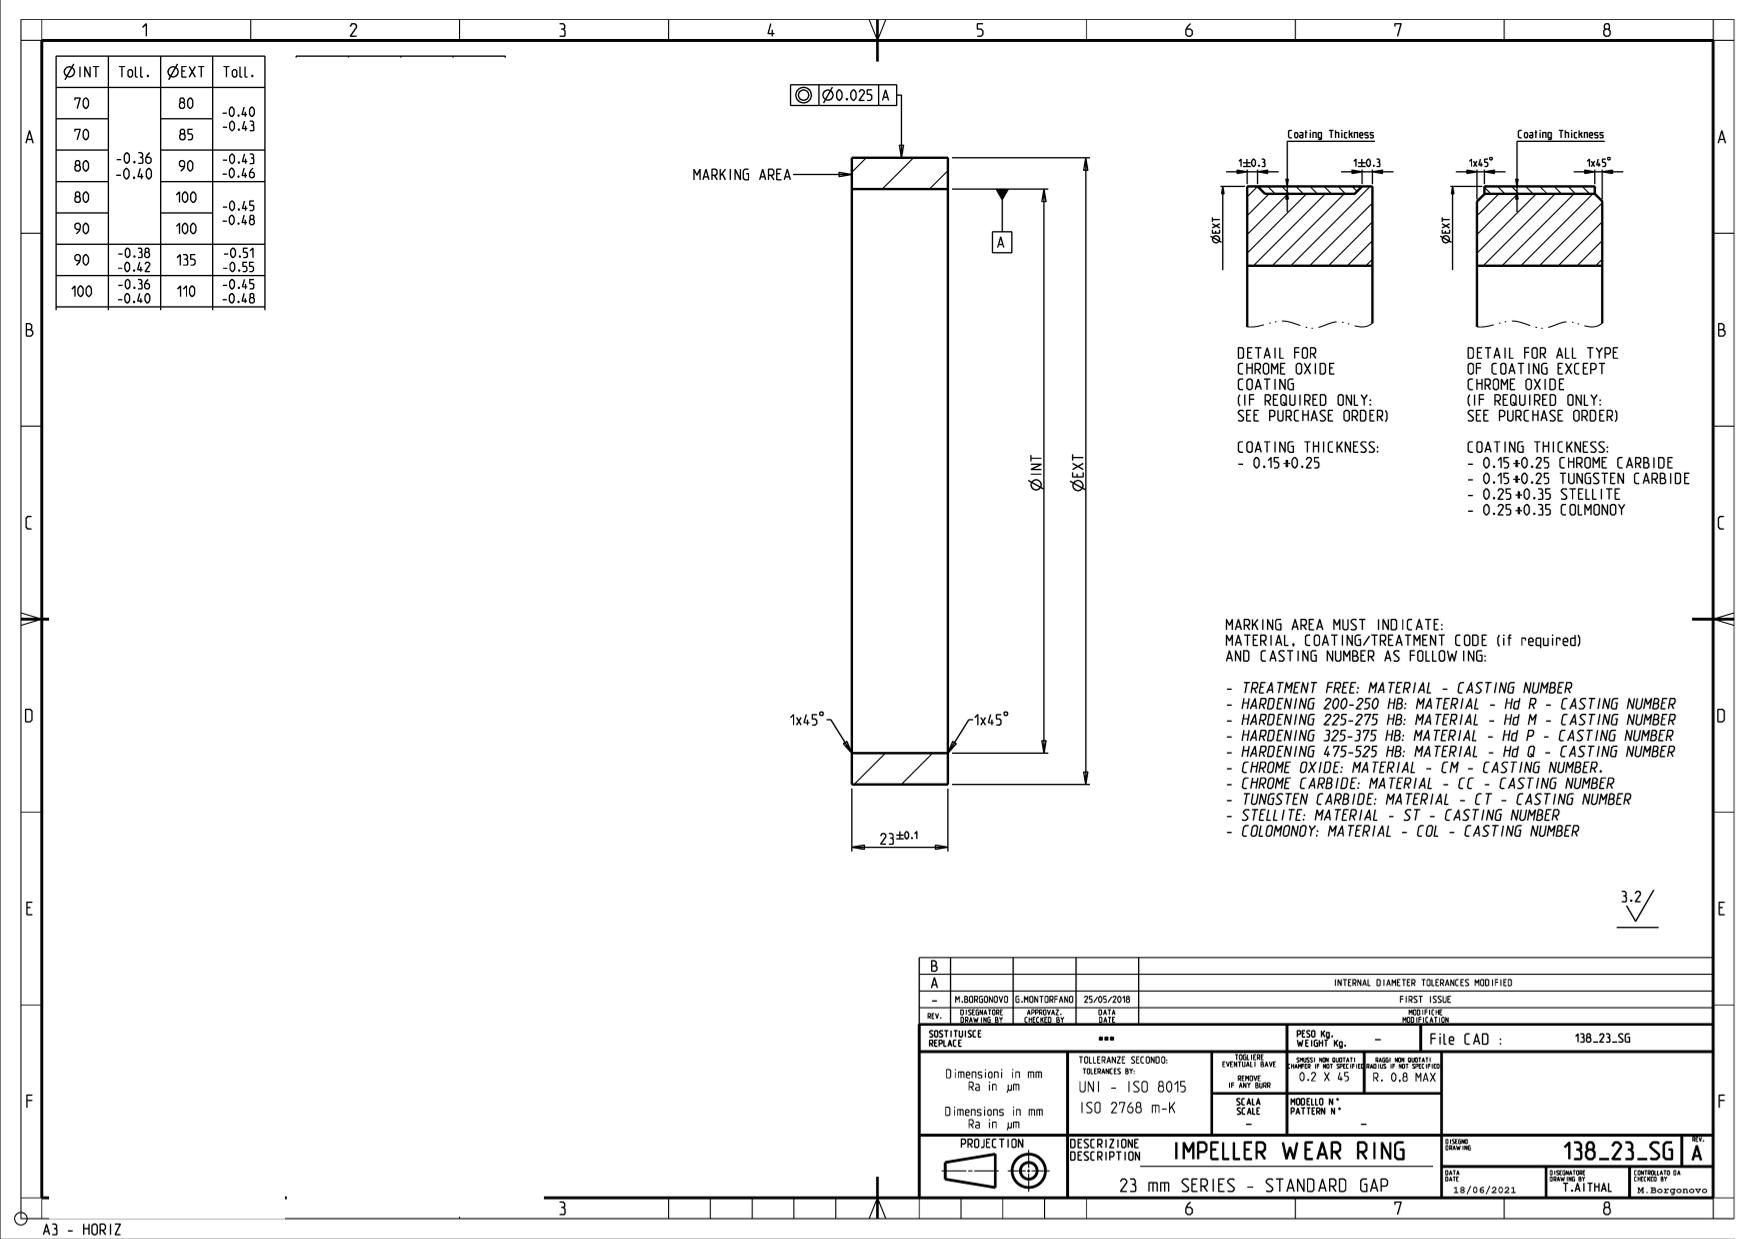 1 2 3 4 5 6 7 8
ØINT Toll. ØEXT Toll.
70 80
70 85
-0.40
-0.43
80 90
-0.36
-0.40
-0.43
-0.46
80 100
90 100
-0.45
-0.48
90 -0.38 135 -0.51
-0.42 -0.55
100 -0.36 110 -0.45
-0.40 -0.48
A
B
C
D
E
F
Ø0.025 A
MARKING AREA
A
ØINT
ØEXT
1x45°
1x45°
23±0.1
Coating Thickness
1±0.3 1±0.3
ØEXT
DETAIL FOR
CHROME OXIDE
COATING
(IF REQUIRED ONLY:
SEE PURCHASE ORDER)
COATING THICKNESS:
- 0.15÷0.25
Coating Thickness
1x45° 1x45°
ØEXT
DETAIL FOR ALL TYPE
OF COATING EXCEPT
CHROME OXIDE
(IF REQUIRED ONLY:
SEE PURCHASE ORDER)
COATING THICKNESS:
- 0.15÷0.25 CHROME CARBIDE
- 0.15÷0.25 TUNGSTEN CARBIDE
- 0.25÷0.35 STELLITE
- 0.25÷0.35 COLMONOY
A
B
C
D
E
F
MARKING AREA MUST INDICATE:
MATERIAL, COATING/TREATMENT CODE (if required)
AND CASTING NUMBER AS FOLLOWING:
- TREATMENT FREE: MATERIAL - CASTING NUMBER
- HARDENING 200-250 HB: MATERIAL - Hd R - CASTING NUMBER
- HARDENING 225-275 HB: MATERIAL - Hd M - CASTING NUMBER
- HARDENING 325-375 HB: MATERIAL - Hd P - CASTING NUMBER
- HARDENING 475-525 HB: MATERIAL - Hd Q - CASTING NUMBER
- CHROME OXIDE: MATERIAL - CM - CASTING NUMBER.
- CHROME CARBIDE: MATERIAL - CC - CASTING NUMBER
- TUNGSTEN CARBIDE: MATERIAL - CT - CASTING NUMBER
- STELLITE: MATERIAL - ST - CASTING NUMBER
- COLOMONOY: MATERIAL - COL - CASTING NUMBER
3.2
B
A INTERNAL DIAMETER TOLERANCES MODIFIED
- M.BORGONOVO G.MONTORFANO 25/05/2018 FIRST ISSUE
REV. DISEGNATORE APPROVAZ. DATA MODIFICHE
DRAWING BY CHECKED BY DATE MODIFICATION
SOSTITUISCE
REPLACE
PESO Kg.
WEIGHT Kg.
-
File CAD : 138_23_SG
Dimensioni in mm
Ra in µm
Dimensions in mm
Ra in µm
TOLLERANZE SECONDO:
TOLERANCES BY:
UNI - ISO 8015
ISO 2768 m-K
TOGLIERE
EVENTUALI BAVE
REMOVE
IF ANY BURR
SMUSSI NON QUOTATI
CHAMFER IF NOT SPECIFIED
0.2 X 45
RAGGI NON QUOTATI
RADIUS IF NOT SPECIFIED
R. 0.8 MAX
SCALA
SCALE
-
MODELLO N°
PATTERN N°
-
PROJECTION
DESCRIZIONE
DESCRIPTION
IMPELLER WEAR RING
23 mm SERIES - STANDARD GAP
DISEGNO
DRAWING
138_23_SG
REV.
A
DATA
DATE
18/06/2021
DISEGNATORE
DRAWING BY
T.AITHAL
CONTROLLATO DA
CHECKED BY
M.Borgonovo
3 6 7 8
A3 - HORIZ